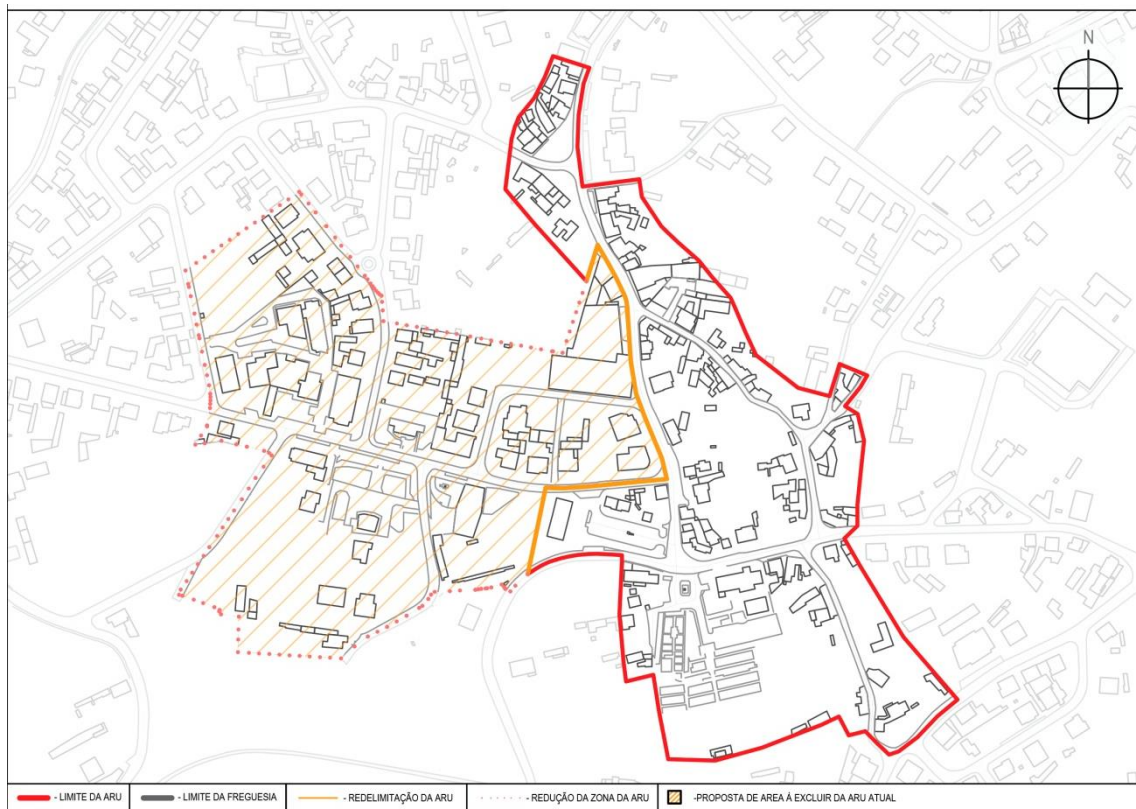 N
- LIMITE DA ARU
- LIMITE DA FREGUESIA
- REDELIMITAÇÃO DA ARU
- REDUÇÃO DA ZONA DA ARU
-PROPOSTA DE AREA Á EXCLUIR DA ARU ATUAL